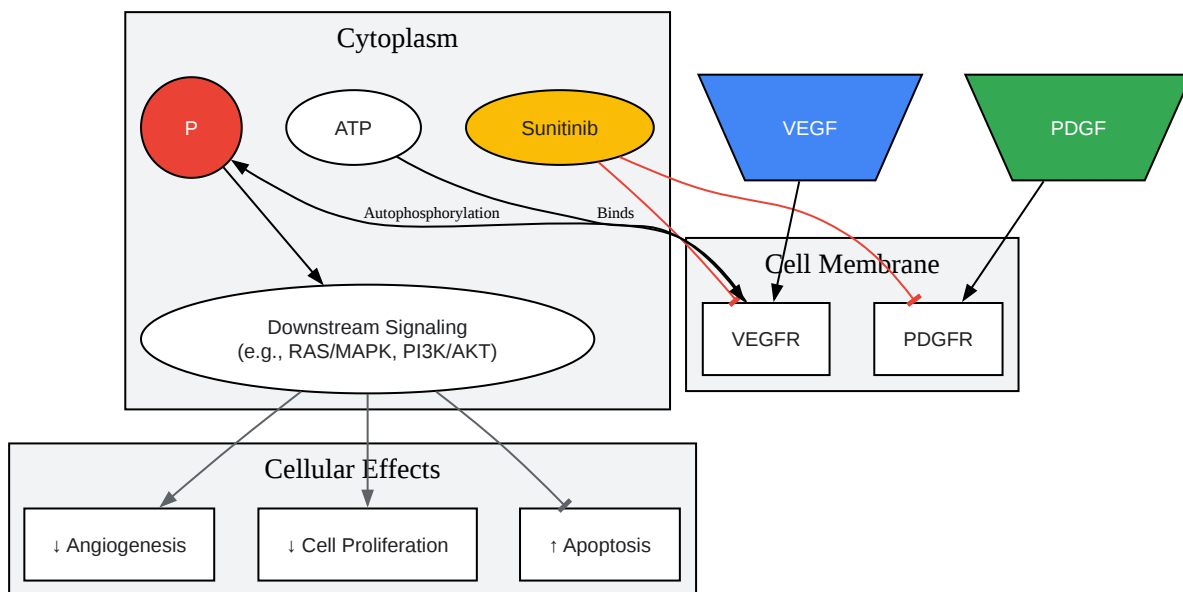 Cytoplasm
P
ATP
Sunitinib
VEGF
PDGF
Autophosphorylation
Binds
Cell Membrane
VEGFR
PDGFR
Downstream Signaling
(e.g., RAS/MAPK, PI3K/AKT)
Cellular Effects
↓ Angiogenesis
↓ Cell Proliferation
↑ Apoptosis